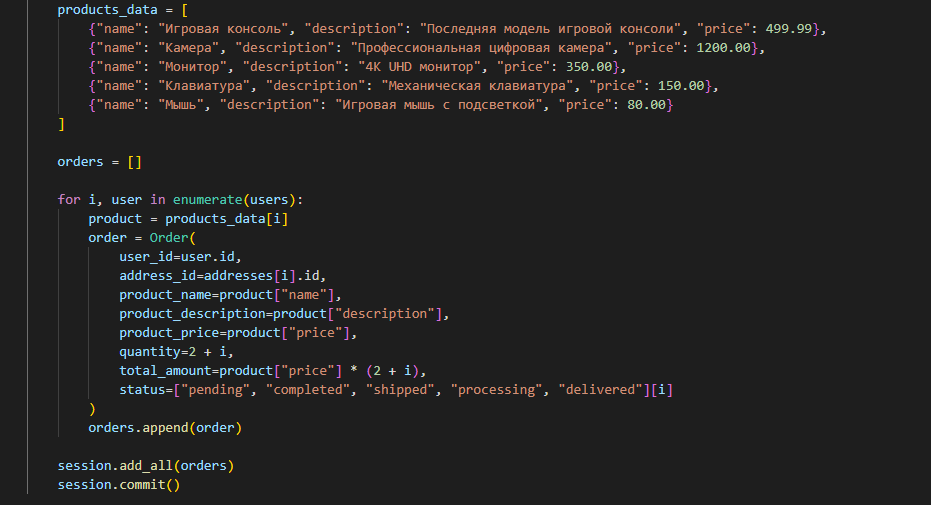 products_data = [
    {"name": "Игровая консоль", "description": "Последняя модель игровой консоли", "price": 499.99},
    {"name": "Камера", "description": "Профессиональная цифровая камера", "price": 1200.00},
    {"name": "Монитор", "description": "4K UHD монитор", "price": 350.00},
    {"name": "Клавиатура", "description": "Механическая клавиатура", "price": 150.00},
    {"name": "Мышь", "description": "Игровая мышь с подсветкой", "price": 80.00}
]
orders = []
for i, user in enumerate(users):
    product = products_data[i]
    order = Order(
        user_id=user.id,
        address_id=addresses[i].id,
        product_name=product["name"],
        product_description=product["description"],
        product_price=product["price"],
        quantity=2 + i,
        total_amount=product["price"] * (2 + i),
        status=["pending", "completed", "shipped", "processing", "delivered"][i]
    )
    orders.append(order)
session.add_all(orders)
session.commit()